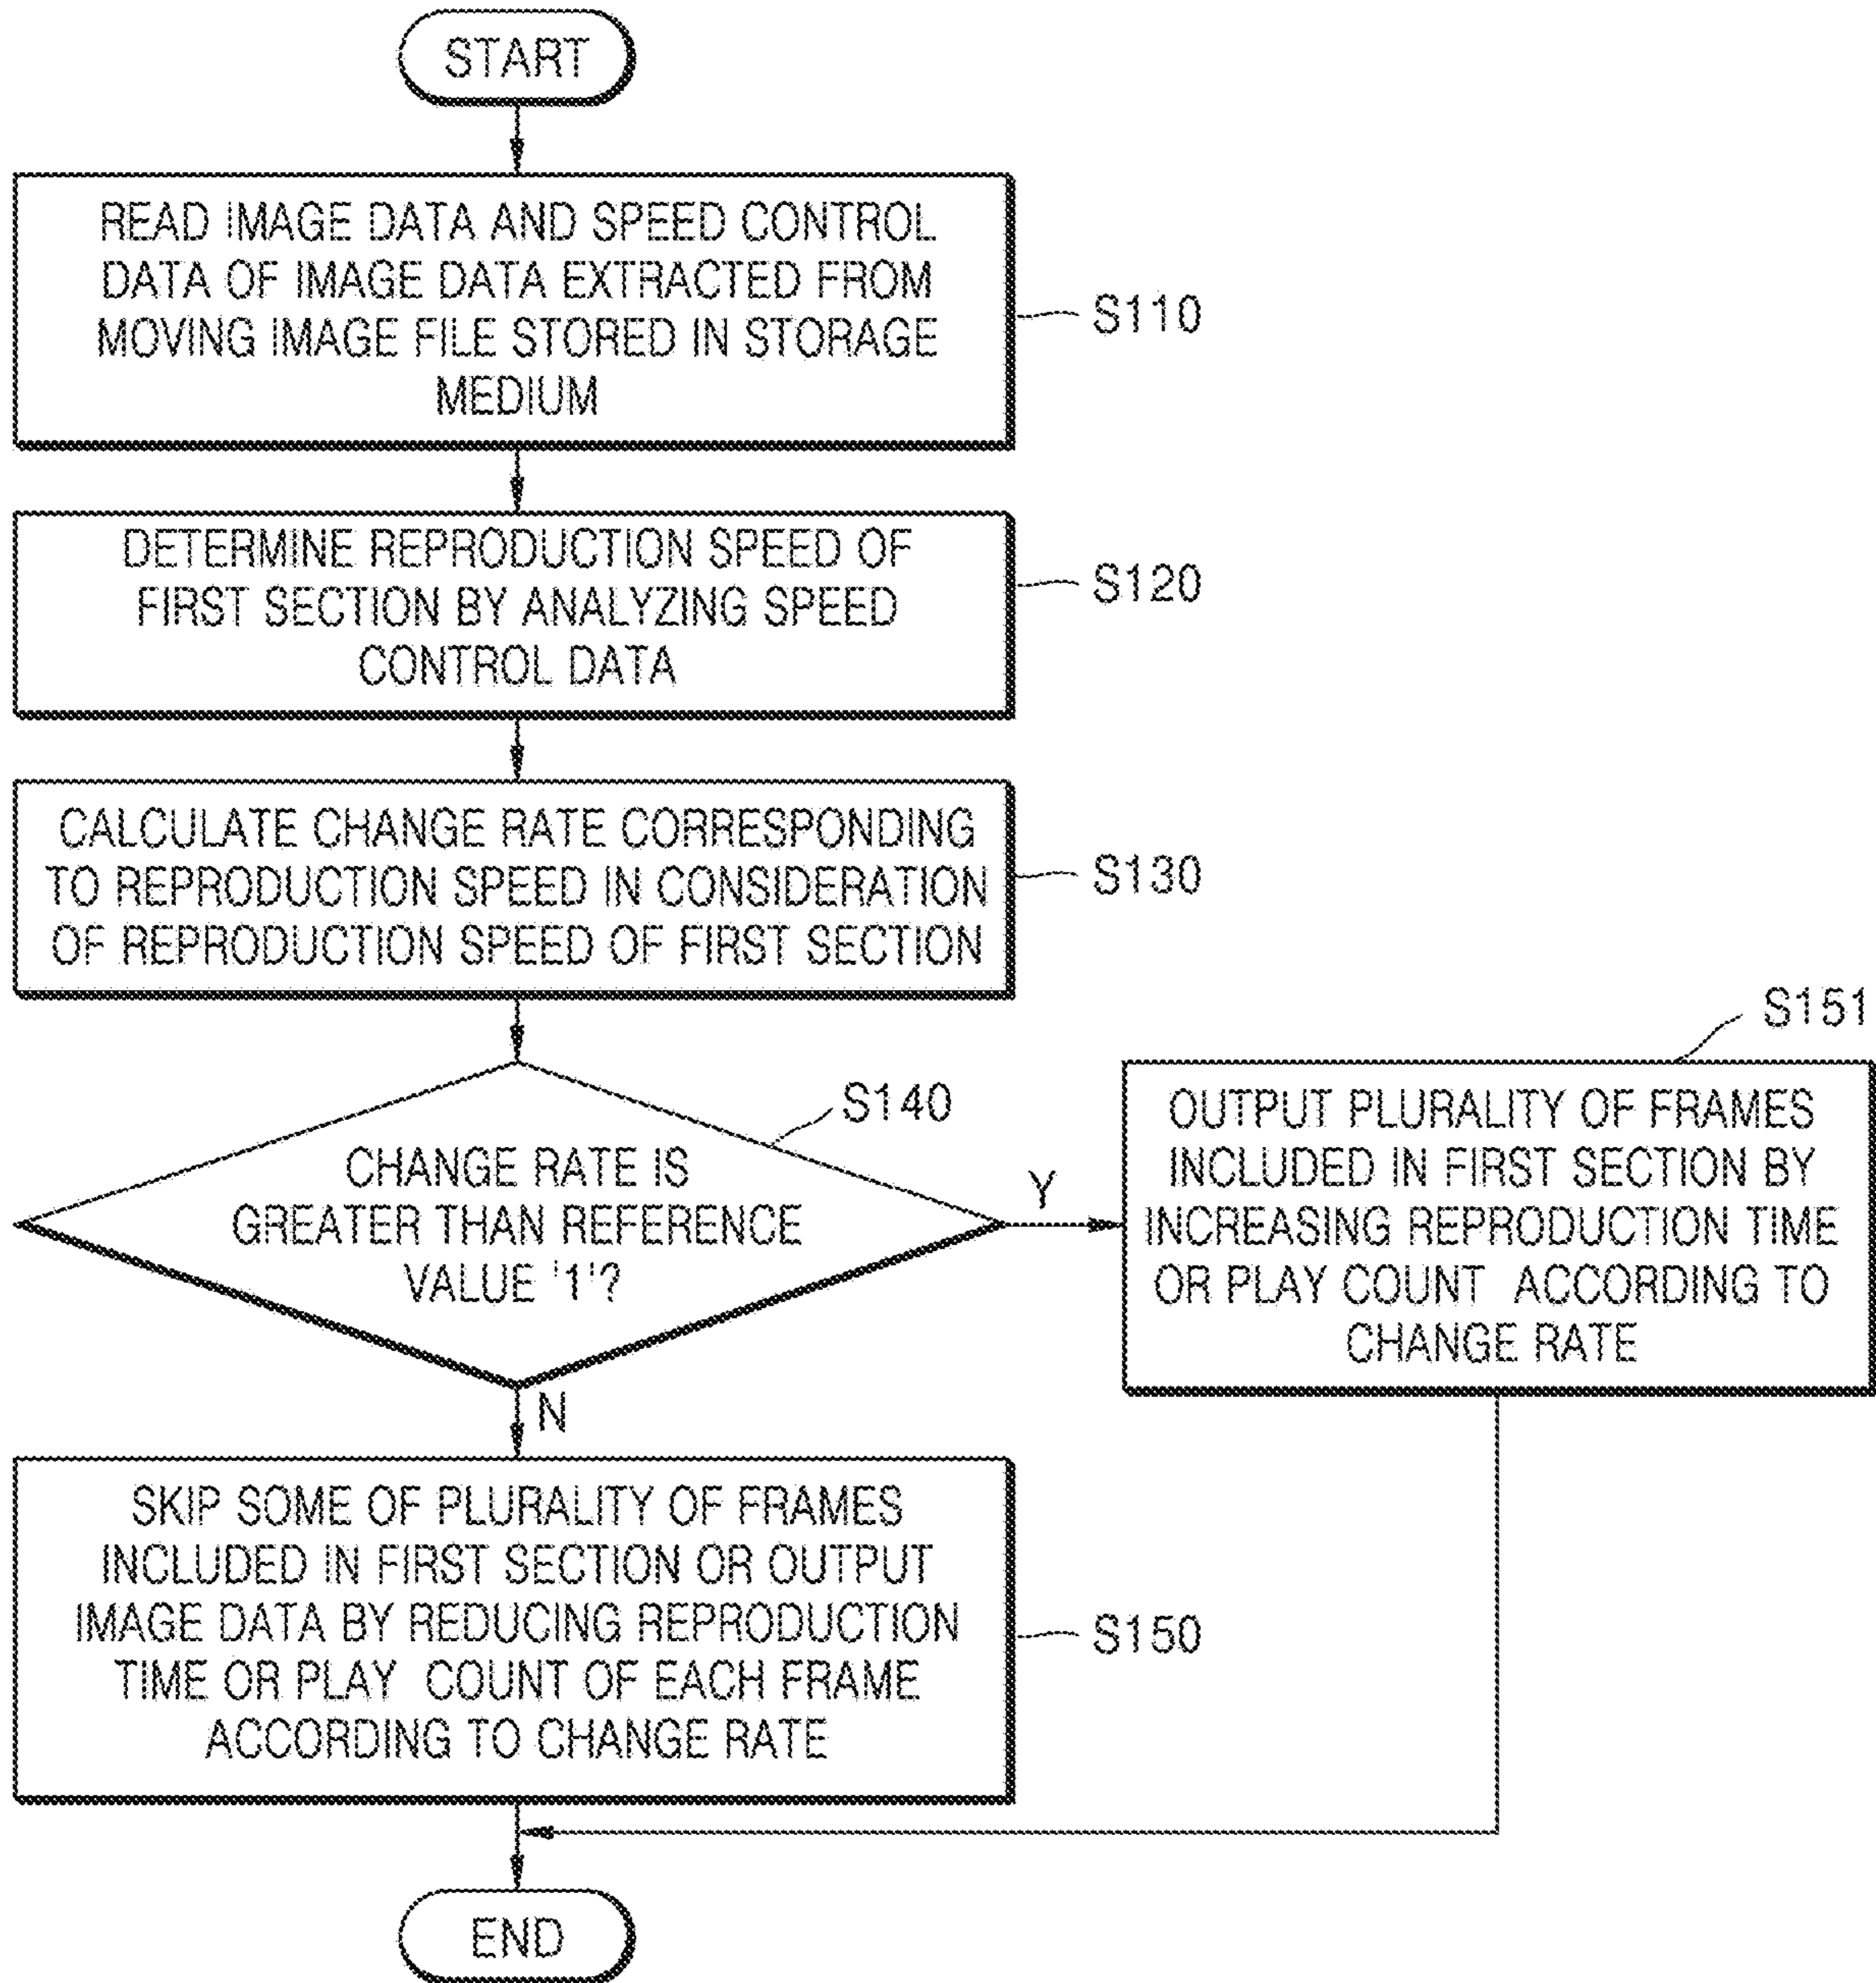 START
READ IMAGE DATA AND SPEED CONTROL
DATA OF IMAGE DATA EXTRACTED FROM
MOVING IMAGE FILE STORED IN STORAGE
MEDIUM
S110
DETERMINE REPRODUCTION SPEED OF
FIRST SECTION BY ANALYZING SPEED
CONTROL DATA
S120
CALCULATE CHANGE RATE CORRESPONDING
TO REPRODUCTION SPEED IN CONSIDERATION
OF REPRODUCTION SPEED OF FIRST SECTION
S130
CHANGE RATE IS
GREATER THAN REFERENCE
VALUE '1'?
S140
Y
S151
OUTPUT PLURALITY OF FRAMES
INCLUDED IN FIRST SECTION BY
INCREASING REPRODUCTION TIME
OR PLAY COUNT ACCORDING TO
CHANGE RATE
N
SKIP SOME OF PLURALITY OF FRAMES
INCLUDED IN FIRST SECTION OR OUTPUT
IMAGE DATA BY REDUCING REPRODUCTION
TIME OR PLAY COUNT OF EACH FRAME
ACCORDING TO CHANGE RATE
S150
END